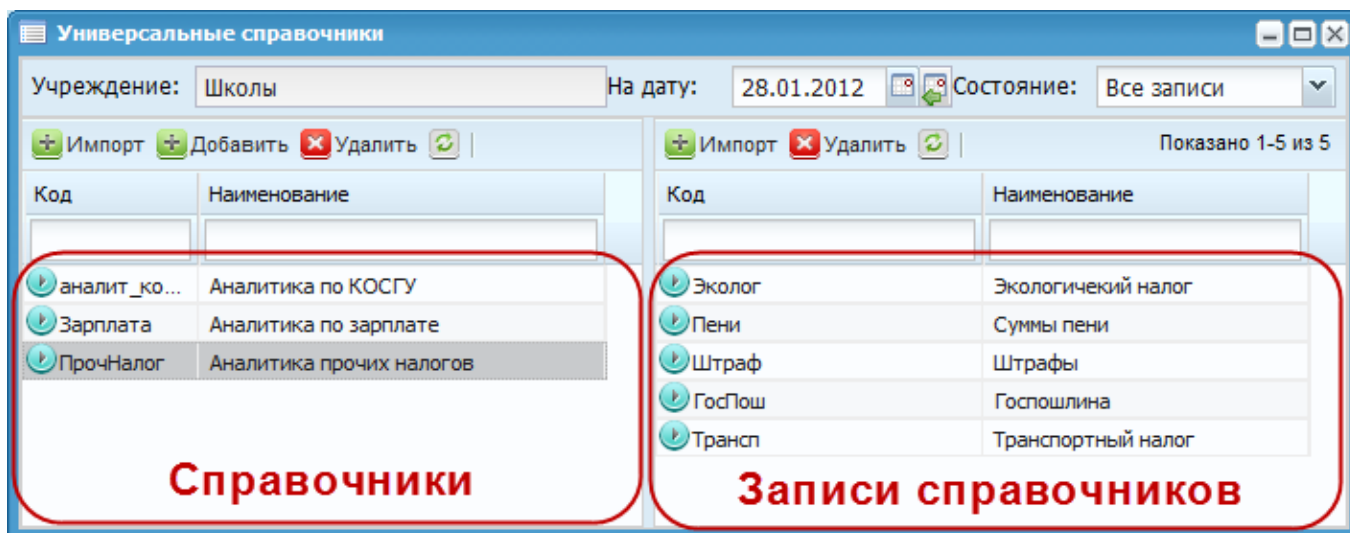 Универсальные справочники
Учреждение: Школы На дату: 28.01.2012 Состояние: Все записи
Импорт Добавить Удалить Импорт Удалить Показано 1-5 из 5
Код Наименование Код Наименование
аналит_ко... Аналитика по КОСГУ Эколог Экологичекий налог
Зарплата Аналитика по зарплате Пени Суммы пени
ПрочНалог Аналитика прочих налогов Штраф Штрафы
ГосПош Госпошлина
Трансп Транспортный налог
Справочники Записи справочников